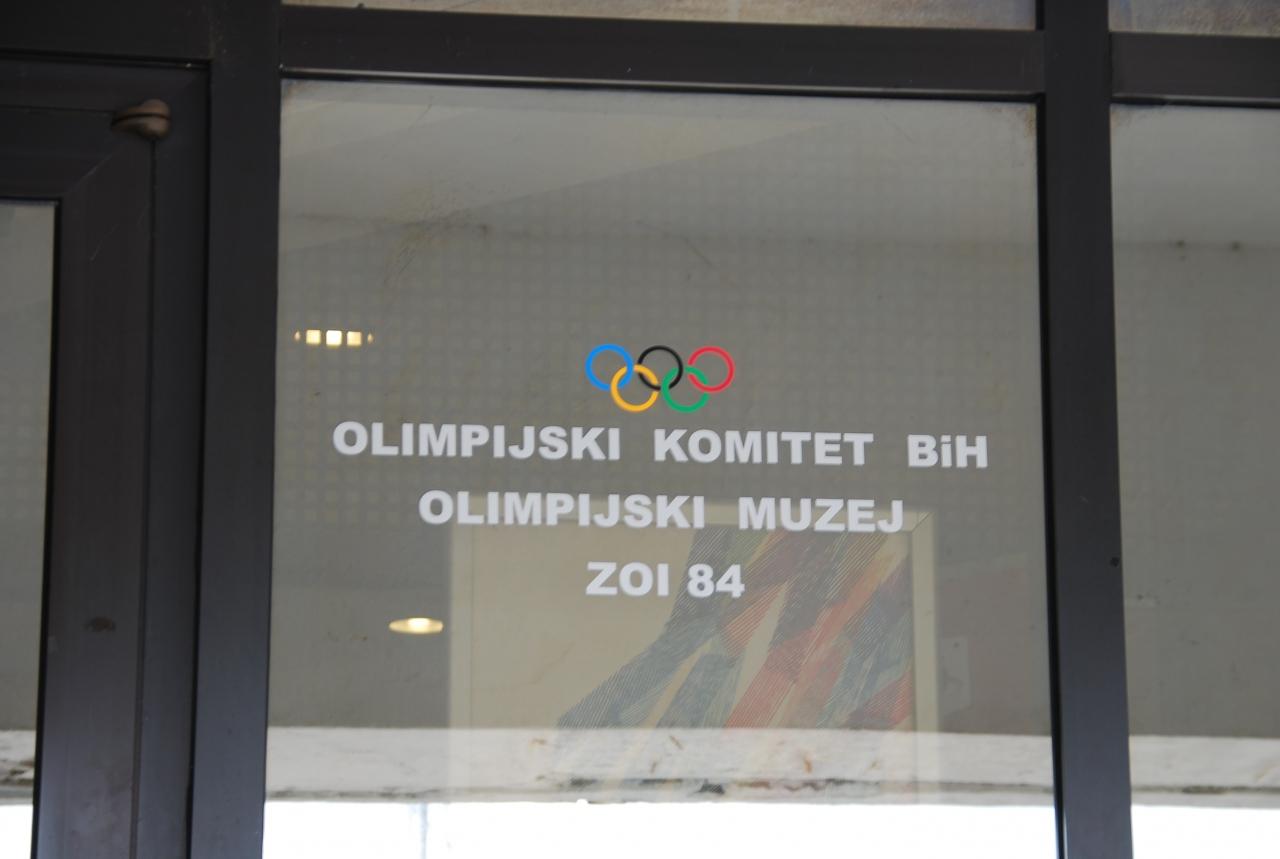 OLIMPIJSKI KOMITET BiH
OLIMPIJSKI MUZEJ
ZOI 84